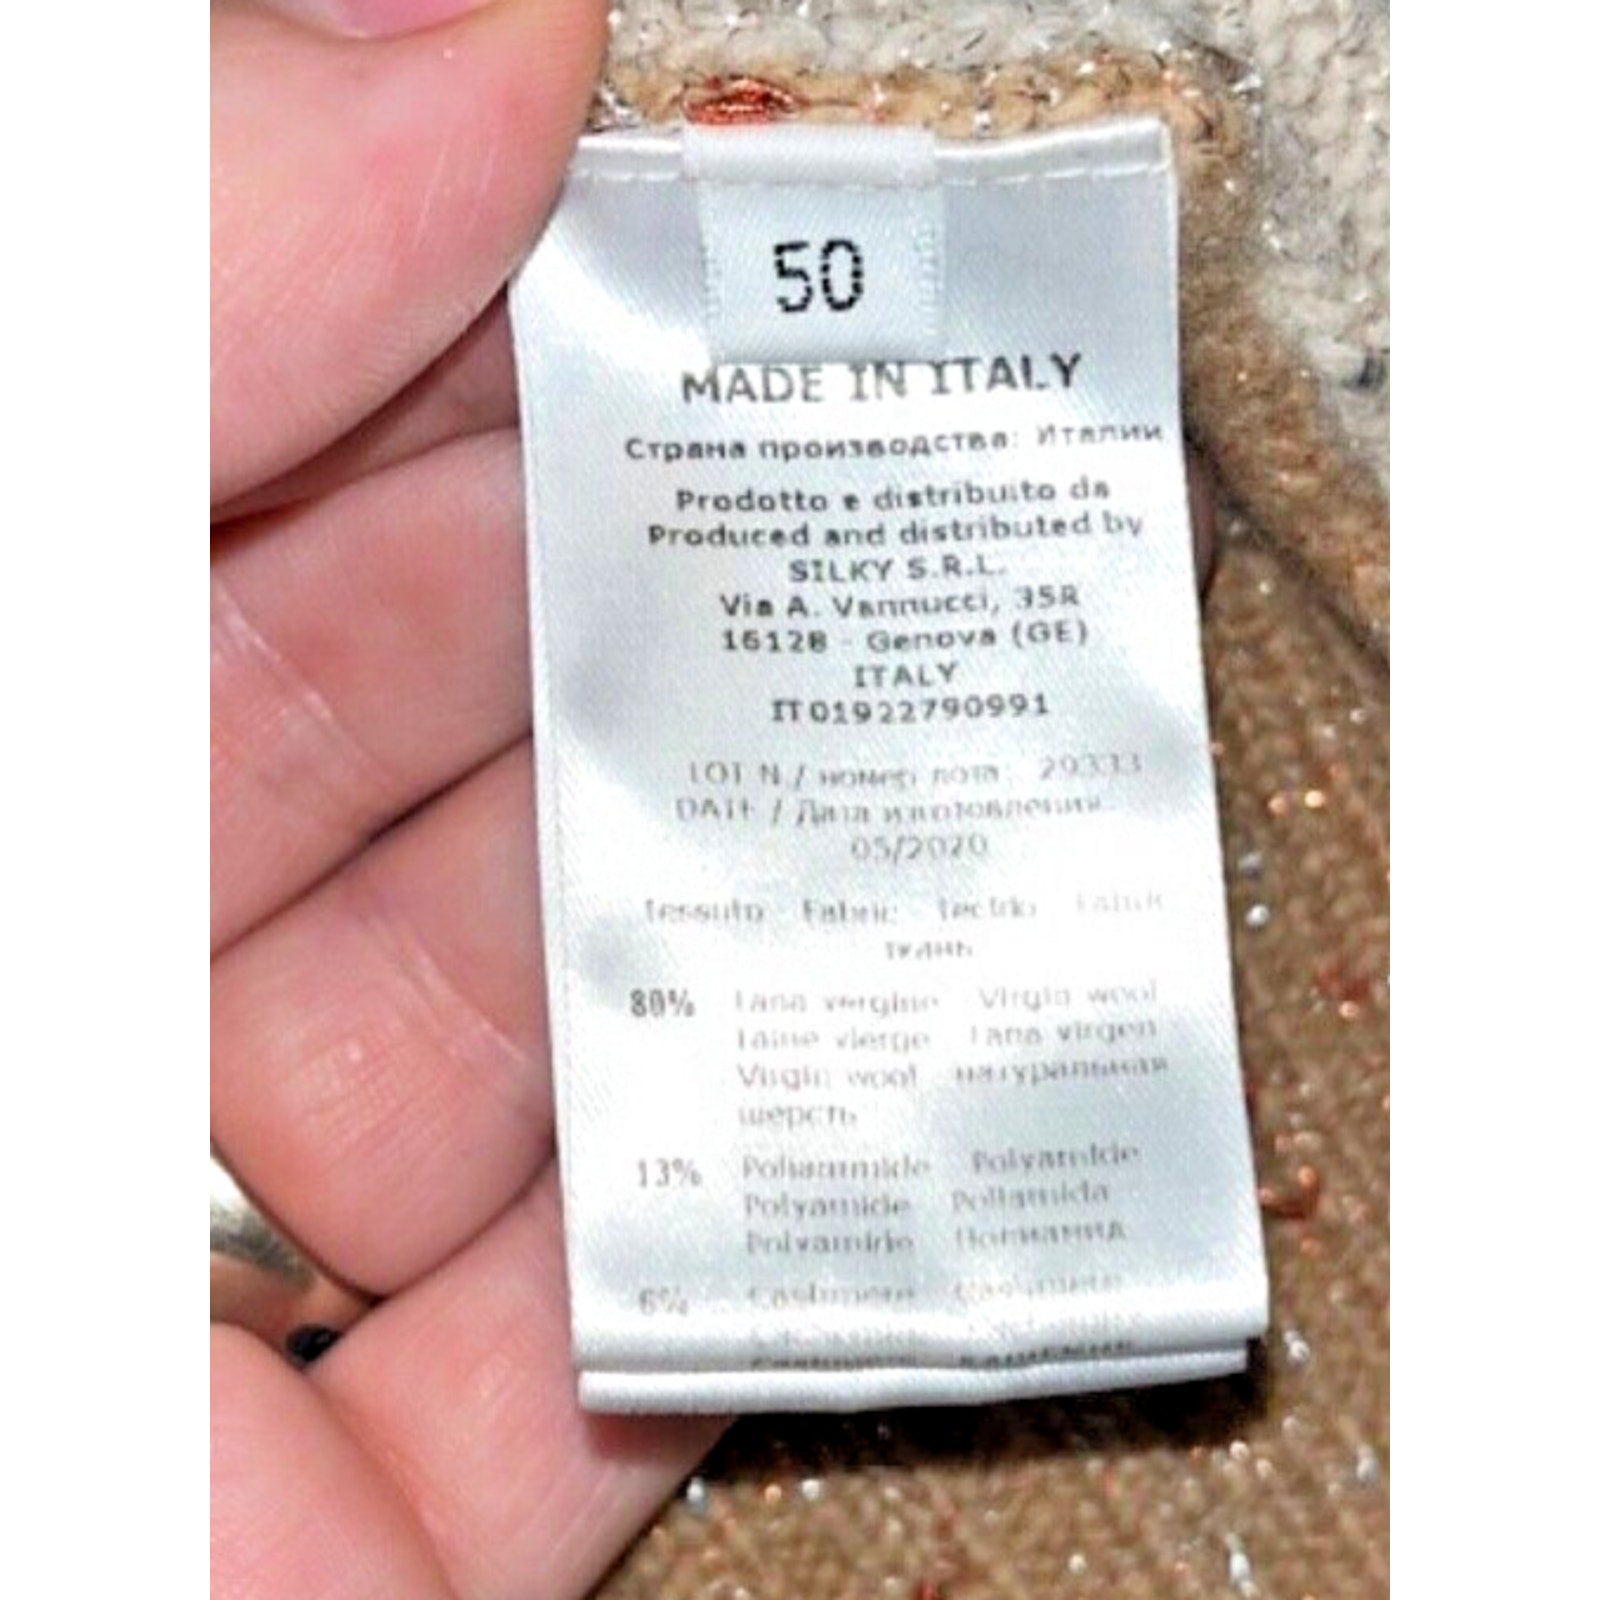 50
MADE IN ITALY
Страна производства: Италии
Prodotto e distribuito da
Produced and distributed by
SILKY S.R.L.
Via A. Vannucci, 35R
16128 - Genova (GE)
ITALY
IT01922790991
LOT N / номер лота: 29333
DATE / Дата изготовления:
05/2020
Tessuto Fabric Tectrio
ткань
80% Lana vergine Virgin wool
Laine vierge Lana virgen
Virgin wool натуральная
шерсть
13% Poliammide Polyamide
Polyamide Poliamida
Polyamide Полиамид
6% Cashmere Cashmere